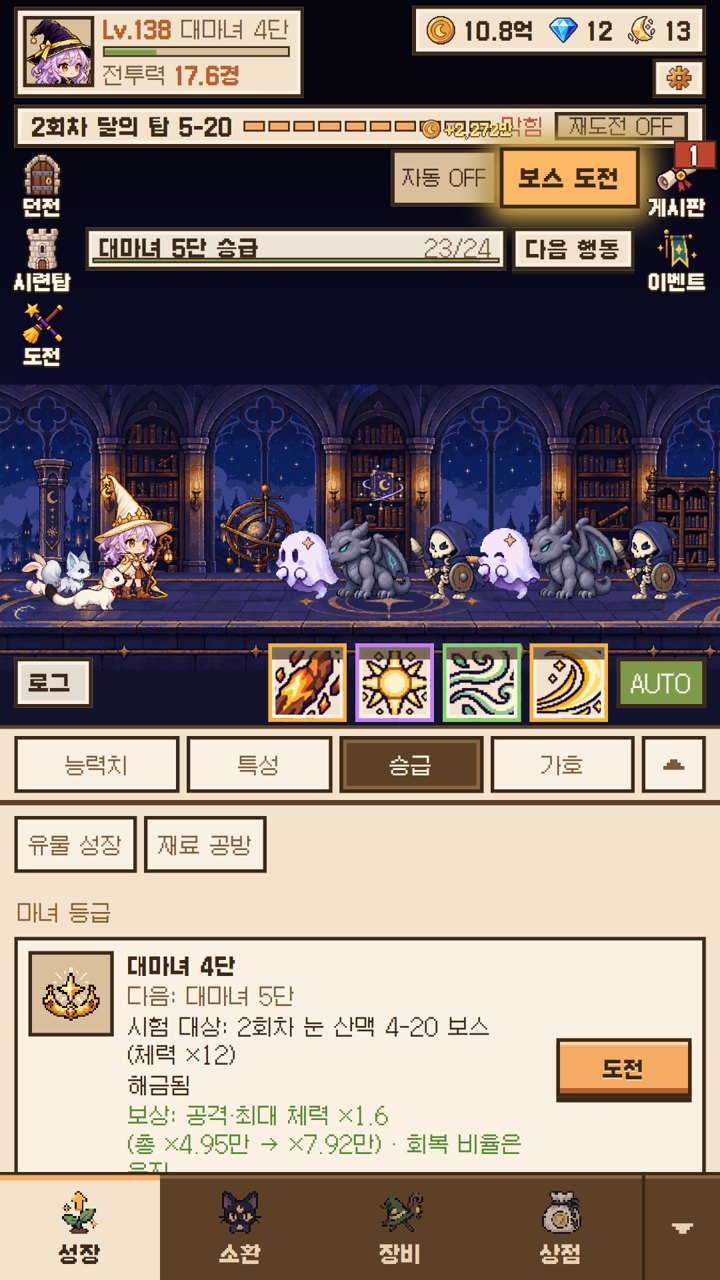 Lv.138 대마녀 4단
전투력 17.6경
10.8억 12 13
2회차 달의 탑 5-20
+2,272만
막힘
재도전 OFF
던전
자동 OFF
보스 도전
1
게시판
시련탑
대마녀 5단 승급 23/24
다음 행동
이벤트
도전
로그
AUTO
능력치
특성
승급
가호
유물 성장
재료 공방
마녀 등급
대마녀 4단
다음: 대마녀 5단
시험 대상: 2회차 눈 산맥 4-20 보스
(체력 ×12)
해금됨
도전
보상: 공격·최대 체력 ×1.6
(총 ×4.95만 → ×7.92만) · 회복 비율은
성장
소환
장비
상점